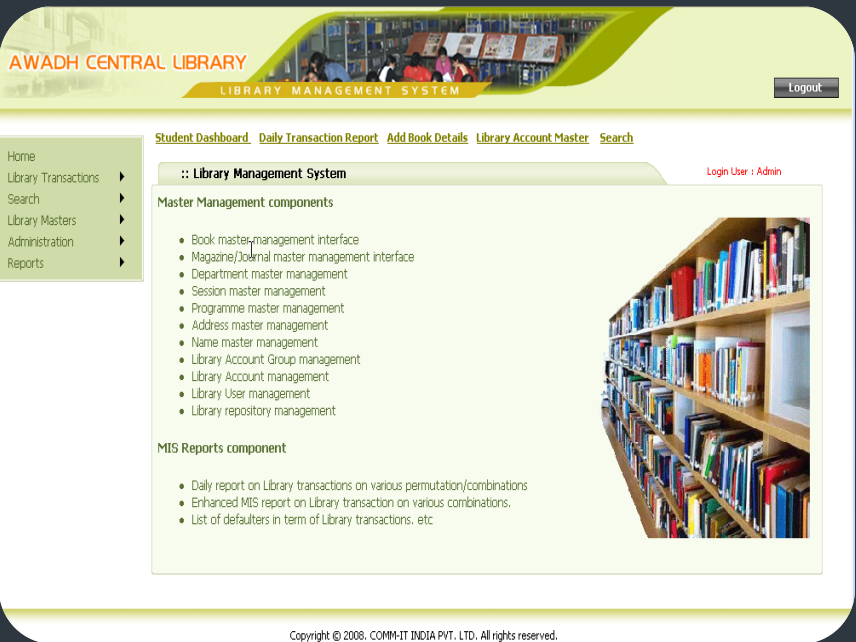 AWADH CENTRAL LIBRARY
LIBRARY MANAGEMENT SYSTEM
Logout
Student Dashboard Daily Transaction Report Add Book Details Library Account Master Search
Home
Library Transactions
Search
Library Masters
Administration
Reports
:: Library Management System
Login User : Admin
Master Management components
• Book master management interface
• Magazine/Journal master management interface
• Department master management
• Session master management
• Programme master management
• Address master management
• Name master management
• Library Account Group management
• Library Account management
• Library User management
• Library repository management
MIS Reports component
• Daily report on Library transactions on various permutation/combinations
• Enhanced MIS report on Library transaction on various combinations.
• List of defaulters in term of Library transactions. etc
Copyright © 2008. COMM-IT INDIA PVT. LTD. All rights reserved.